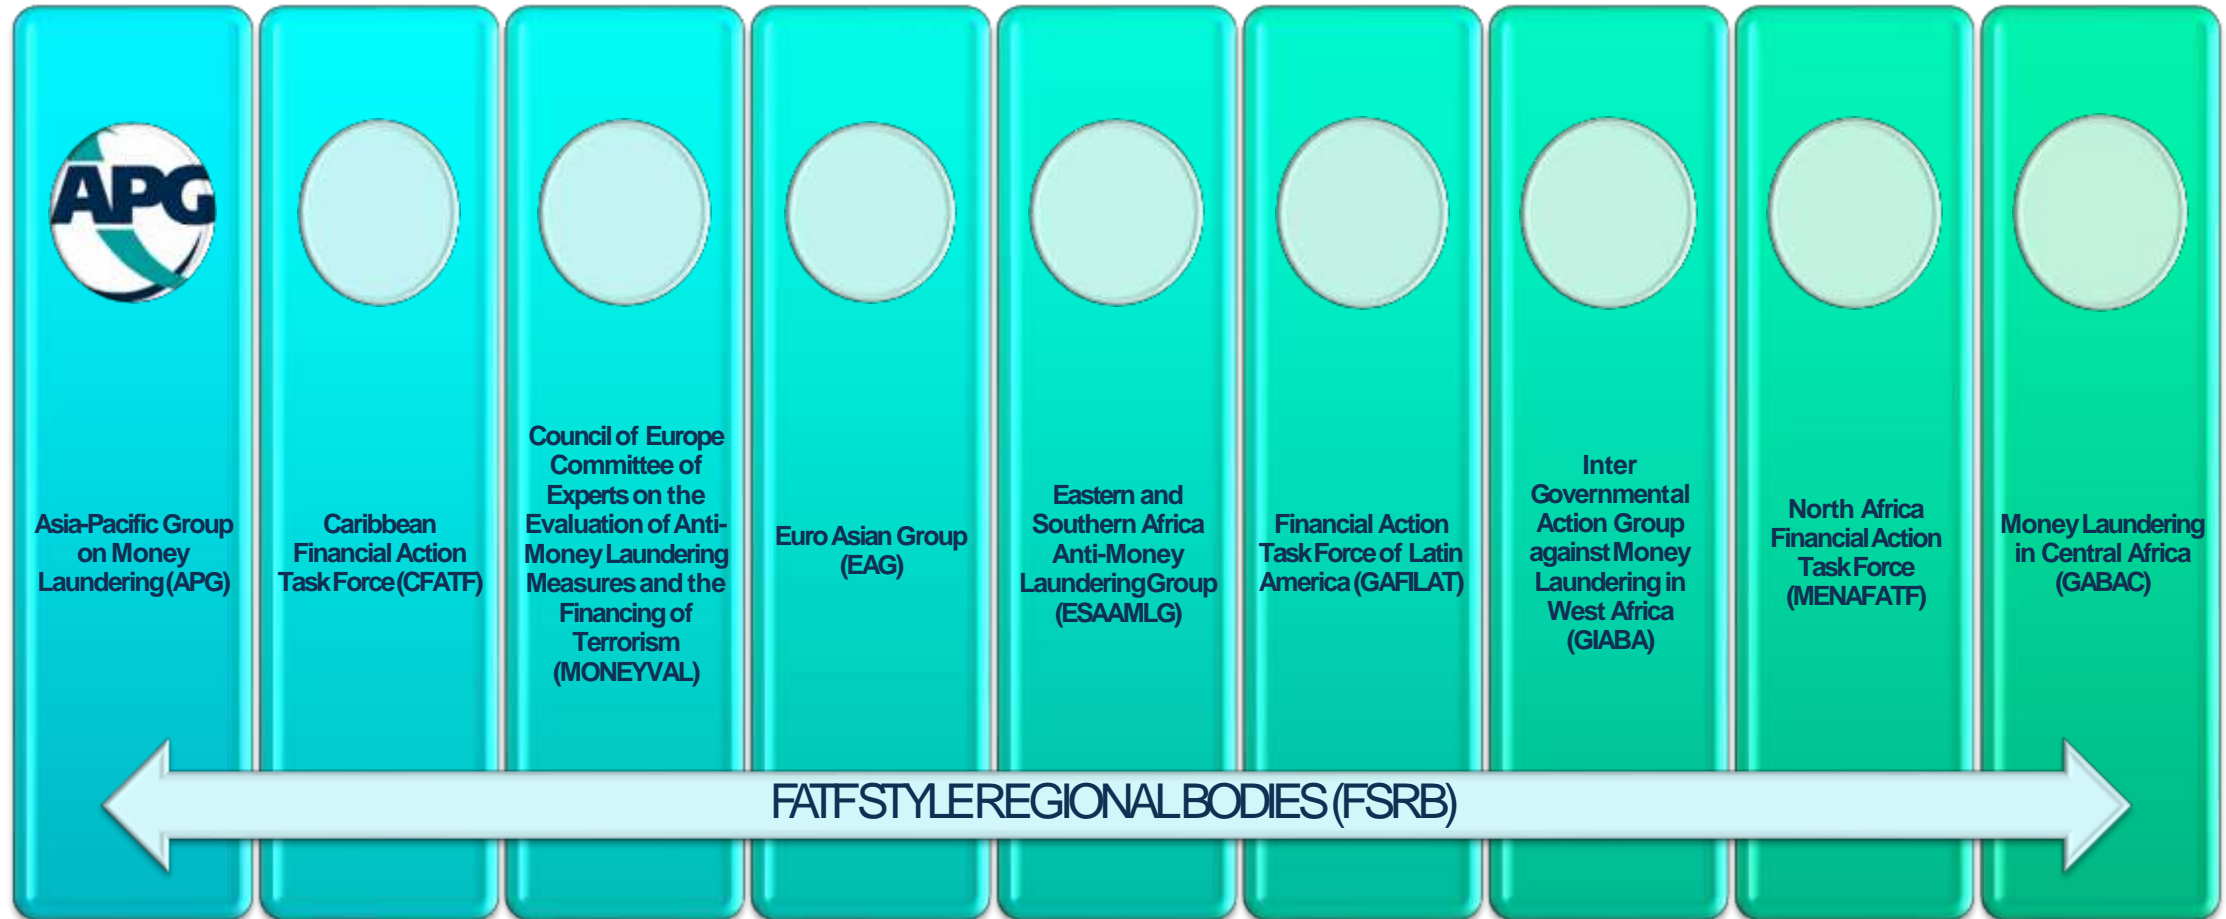 APG
Asia-Pacific Group
on Money
Laundering (APG)
Caribbean
Financial Action
Task Force (CFATF)
Council of Europe
Committee of
Experts on the
Evaluation of Anti-
Money Laundering
Measures and the
Financing of
Terrorism
(MONEYVAL)
Euro Asian Group
(EAG)
Eastern and
Southern Africa
Anti-Money
Laundering Group
(ESAAMLG)
Financial Action
Task Force of Latin
America (GAFILAT)
Inter
Governmental
Action Group
against Money
Laundering in
West Africa
(GIABA)
North Africa
Financial Action
Task Force
(MENAFATF)
Money Laundering
in Central Africa
(GABAC)
FATF STYLE REGIONAL BODIES (FSRB)